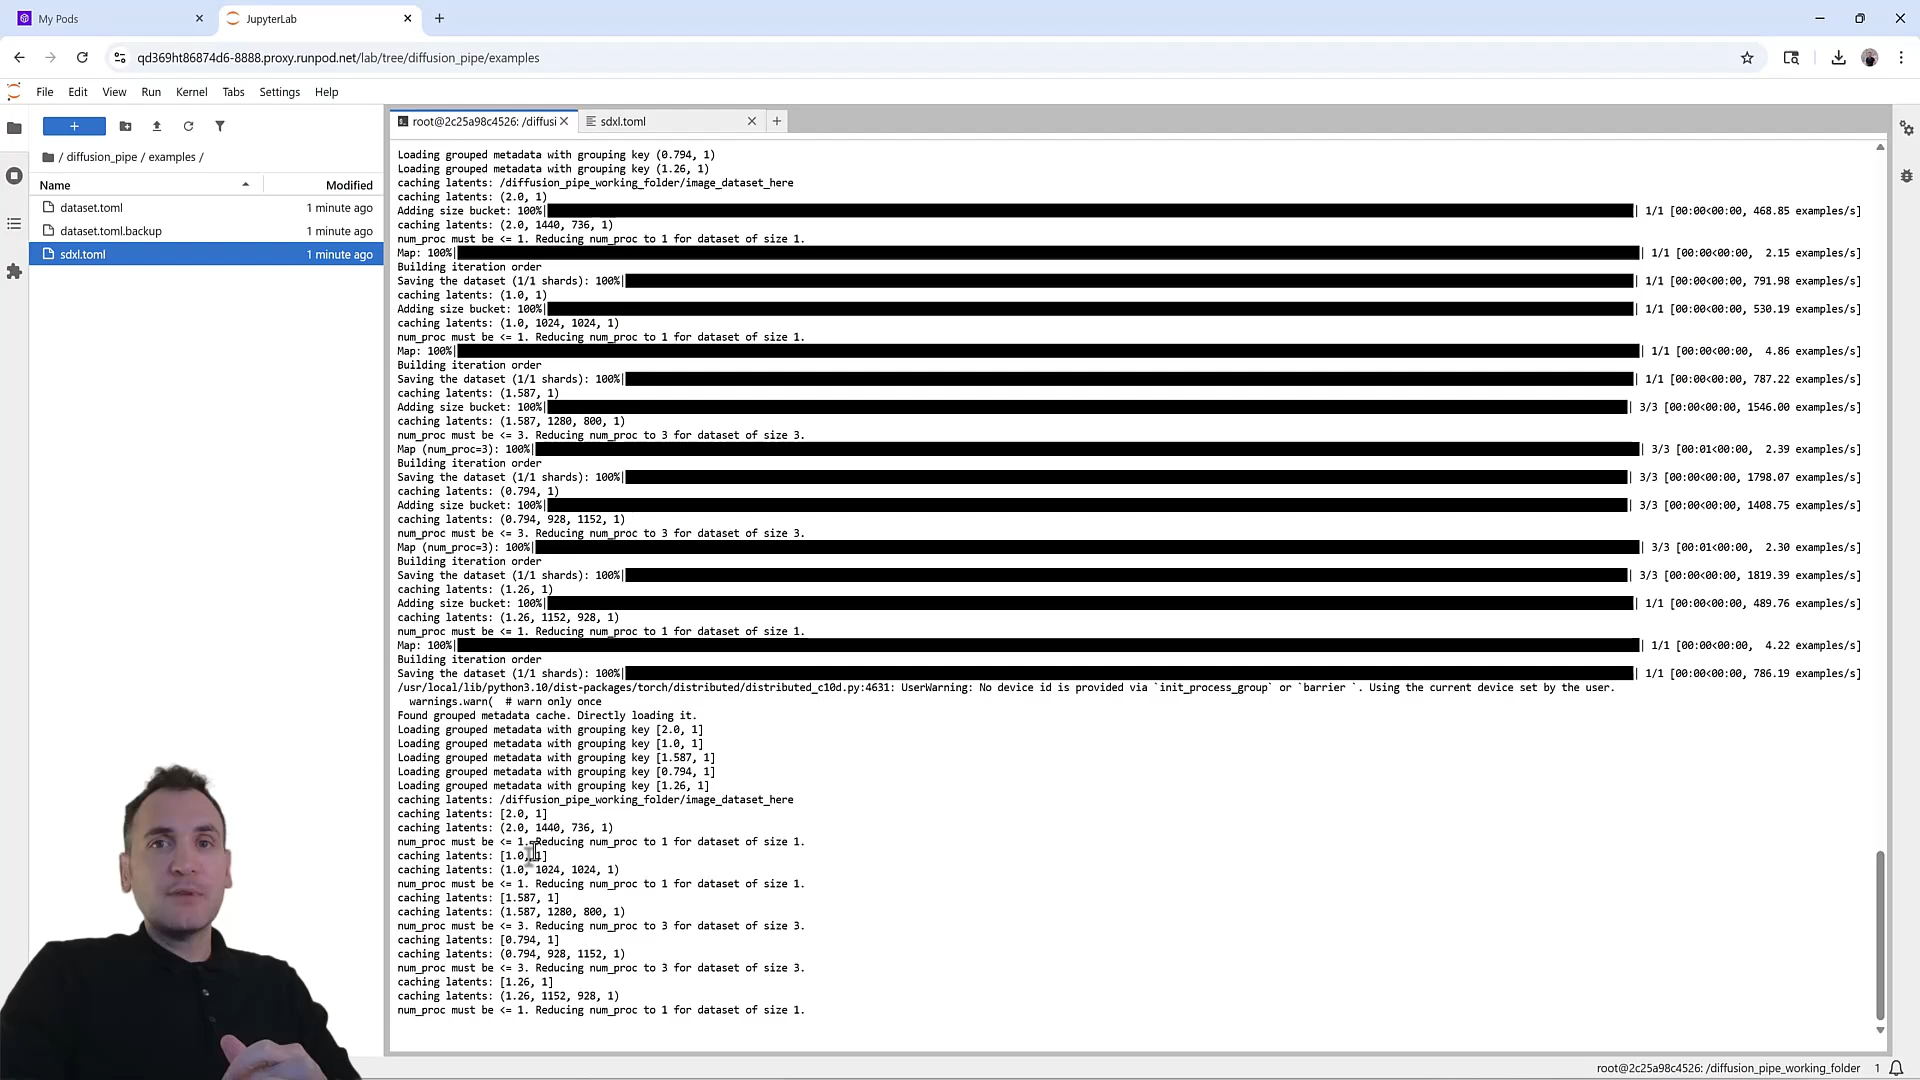 My Pods
JupyterLab
qd369ht86874d6-8888.proxy.runpod.net/lab/tree/diffusion_pipe/examples
File Edit View Run Kernel Tabs Settings Help
/ diffusion_pipe / examples /
Name Modified
dataset.toml 1 minute ago
dataset.toml.backup 1 minute ago
sdxl.toml 1 minute ago
root@2c25a98c4526: /diffusi
sdxl.toml
Loading grouped metadata with grouping key (0.794, 1)
Loading grouped metadata with grouping key (1.26, 1)
caching latents: /diffusion_pipe_working_folder/image_dataset_here
caching latents: (2.0, 1)
Adding size bucket: 100%| | 1/1 [00:00<00:00, 468.85 examples/s]
caching latents: (2.0, 1440, 736, 1)
num_proc must be <= 1. Reducing num_proc to 1 for dataset of size 1.
Map: 100%| | 1/1 [00:00<00:00, 2.15 examples/s]
Building iteration order
Saving the dataset (1/1 shards): 100%| | 1/1 [00:00<00:00, 791.98 examples/s]
caching latents: (1.0, 1)
Adding size bucket: 100%| | 1/1 [00:00<00:00, 530.19 examples/s]
caching latents: (1.0, 1024, 1024, 1)
num_proc must be <= 1. Reducing num_proc to 1 for dataset of size 1.
Map: 100%| | 1/1 [00:00<00:00, 4.86 examples/s]
Building iteration order
Saving the dataset (1/1 shards): 100%| | 1/1 [00:00<00:00, 787.22 examples/s]
caching latents: (1.587, 1)
Adding size bucket: 100%| | 3/3 [00:00<00:00, 1546.00 examples/s]
caching latents: (1.587, 1280, 800, 1)
num_proc must be <= 3. Reducing num_proc to 3 for dataset of size 3.
Map (num_proc=3): 100%| | 3/3 [00:01<00:00, 2.39 examples/s]
Building iteration order
Saving the dataset (1/1 shards): 100%| | 3/3 [00:00<00:00, 1798.07 examples/s]
caching latents: (0.794, 1)
Adding size bucket: 100%| | 3/3 [00:00<00:00, 1408.75 examples/s]
caching latents: (0.794, 928, 1152, 1)
num_proc must be <= 3. Reducing num_proc to 3 for dataset of size 3.
Map (num_proc=3): 100%| | 3/3 [00:01<00:00, 2.30 examples/s]
Building iteration order
Saving the dataset (1/1 shards): 100%| | 3/3 [00:00<00:00, 1819.39 examples/s]
caching latents: (1.26, 1)
Adding size bucket: 100%| | 1/1 [00:00<00:00, 489.76 examples/s]
caching latents: (1.26, 1152, 928, 1)
num_proc must be <= 1. Reducing num_proc to 1 for dataset of size 1.
Map: 100%| | 1/1 [00:00<00:00, 4.22 examples/s]
Building iteration order
Saving the dataset (1/1 shards): 100%| | 1/1 [00:00<00:00, 786.19 examples/s]
/usr/local/lib/python3.10/dist-packages/torch/distributed/distributed_c10d.py:4631: UserWarning: No device id is provided via `init_process_group` or `barrier `. Using the current device set by the user.
warnings.warn( # warn only once
Found grouped metadata cache. Directly loading it.
Loading grouped metadata with grouping key [2.0, 1]
Loading grouped metadata with grouping key [1.0, 1]
Loading grouped metadata with grouping key [1.587, 1]
Loading grouped metadata with grouping key [0.794, 1]
Loading grouped metadata with grouping key [1.26, 1]
caching latents: /diffusion_pipe_working_folder/image_dataset_here
caching latents: [2.0, 1]
caching latents: (2.0, 1440, 736, 1)
num_proc must be <= 1. Reducing num_proc to 1 for dataset of size 1.
caching latents: [1.0, 1]
caching latents: (1.0, 1024, 1024, 1)
num_proc must be <= 1. Reducing num_proc to 1 for dataset of size 1.
caching latents: [1.587, 1]
caching latents: (1.587, 1280, 800, 1)
num_proc must be <= 3. Reducing num_proc to 3 for dataset of size 3.
caching latents: [0.794, 1]
caching latents: (0.794, 928, 1152, 1)
num_proc must be <= 3. Reducing num_proc to 3 for dataset of size 3.
caching latents: [1.26, 1]
caching latents: (1.26, 1152, 928, 1)
num_proc must be <= 1. Reducing num_proc to 1 for dataset of size 1.
root@2c25a98c4526: /diffusion_pipe_working_folder 1